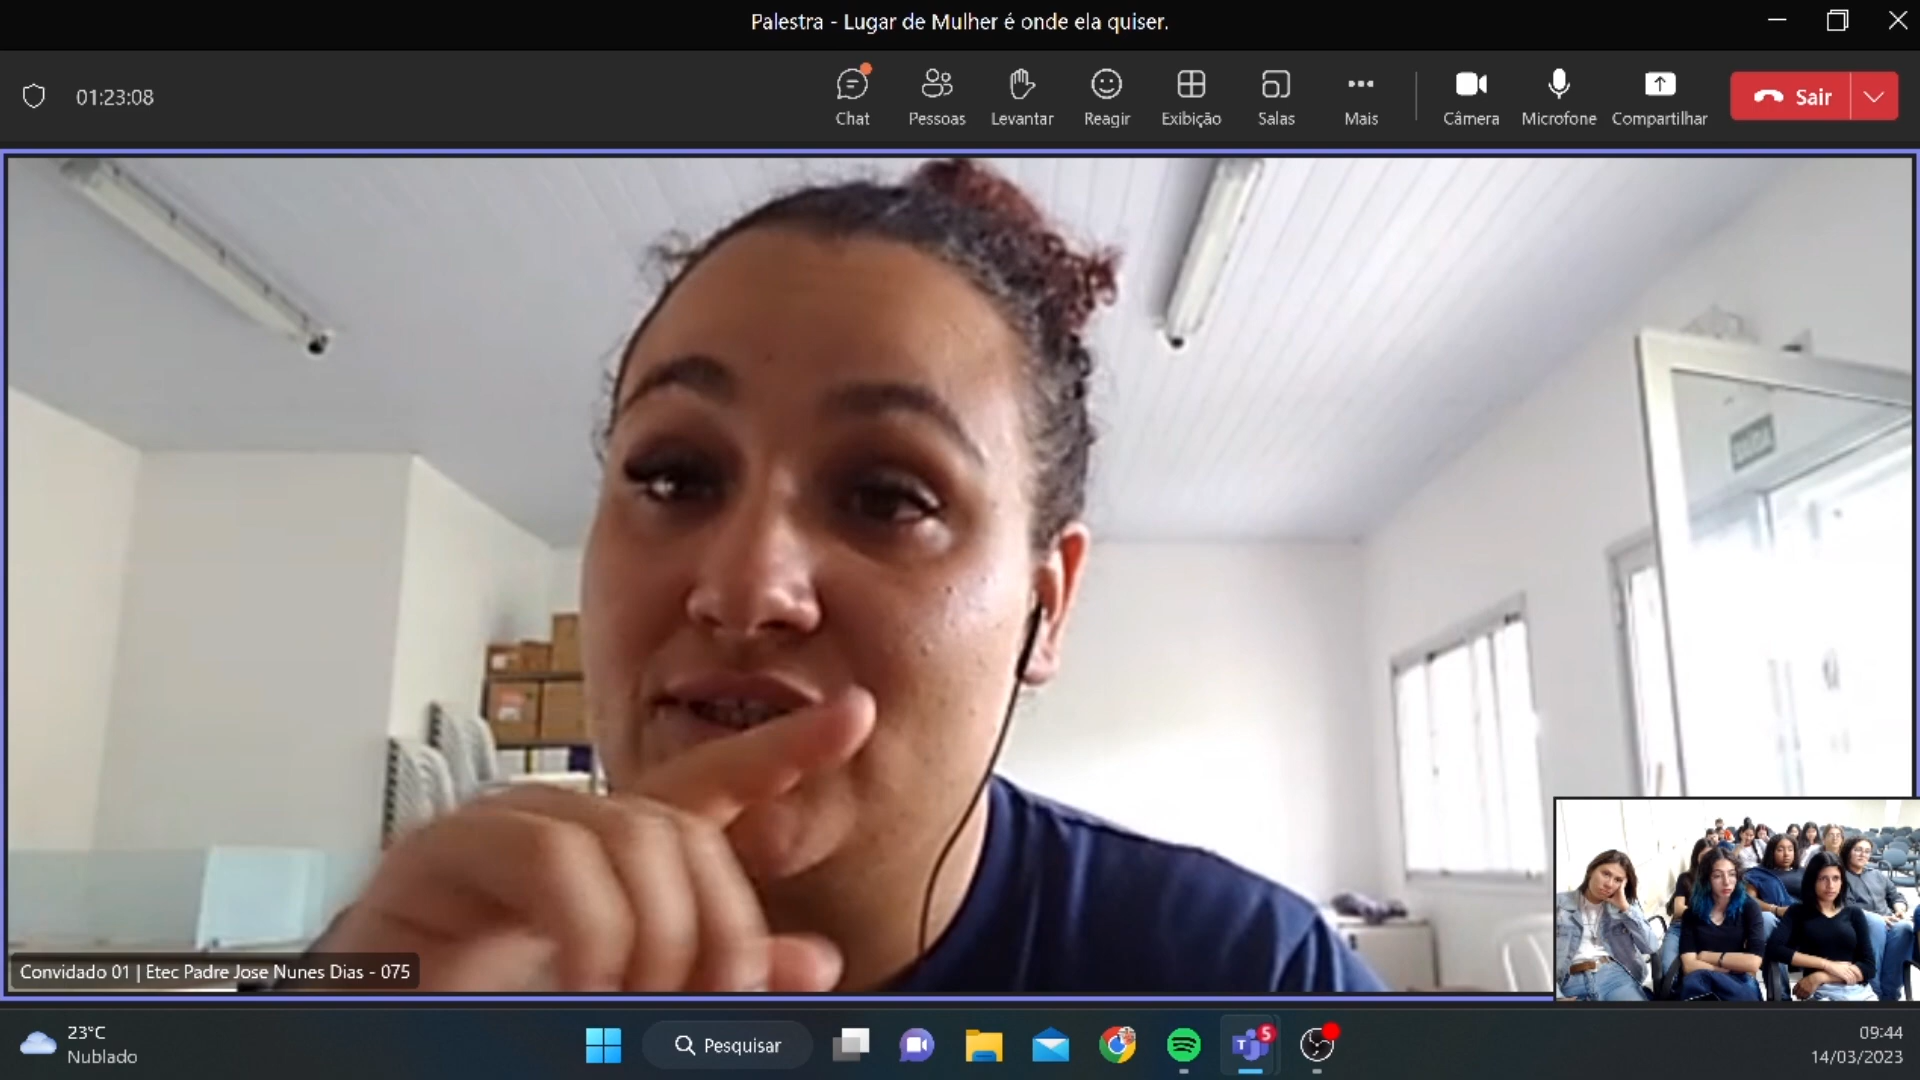 Palestra - Lugar de Mulher é onde ela quiser.
01:23:08
Chat
Pessoas
Levantar
Reagir
Exibição
Salas
Mais
Câmera
Microfone
Compartilhar
Sair
Convidado 01 | Etec Padre Jose Nunes Dias - 075
23°C
Nublado
Pesquisar
T
5
09:44
14/03/2023